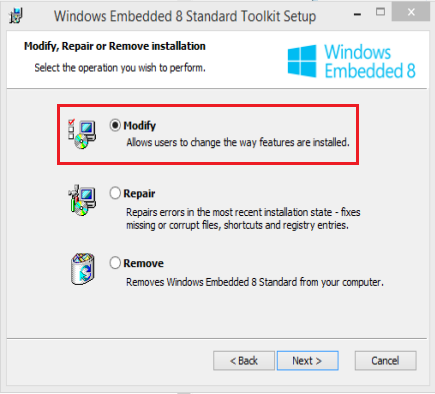 Windows Embedded 8 Standard Toolkit Setup
Modify, Repair or Remove installation
Select the operation you wish to perform.
Windows
Embedded 8
Modify
Allows users to change the way features are installed.
Repair
Repairs errors in the most recent installation state - fixes
missing or corrupt files, shortcuts and registry entries.
Remove
Removes Windows Embedded 8 Standard from your computer.
< Back
Next >
Cancel